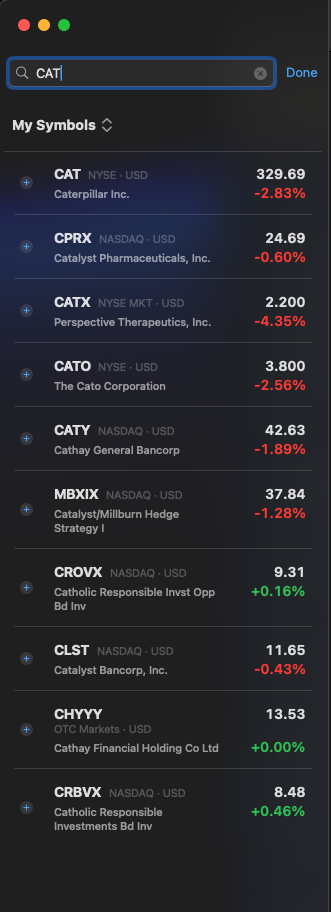 CAT
Done
My Symbols
CAT NYSE · USD 329.69
Caterpillar Inc. -2.83%
CPRX NASDAQ · USD 24.69
Catalyst Pharmaceuticals, Inc. -0.60%
CATX NYSE MKT · USD 2.200
Perspective Therapeutics, Inc. -4.35%
CATO NYSE · USD 3.800
The Cato Corporation -2.56%
CATY NASDAQ · USD 42.63
Cathay General Bancorp -1.89%
MBXIX NASDAQ · USD 37.84
Catalyst/Millburn Hedge -1.28%
Strategy I
CROVX NASDAQ · USD 9.31
Catholic Responsible Invst Opp +0.16%
Bd Inv
CLST NASDAQ · USD 11.65
Catalyst Bancorp, Inc. -0.43%
CHYYY 13.53
OTC Markets · USD
Cathay Financial Holding Co Ltd +0.00%
CRBVX NASDAQ · USD 8.48
Catholic Responsible +0.46%
Investments Bd Inv